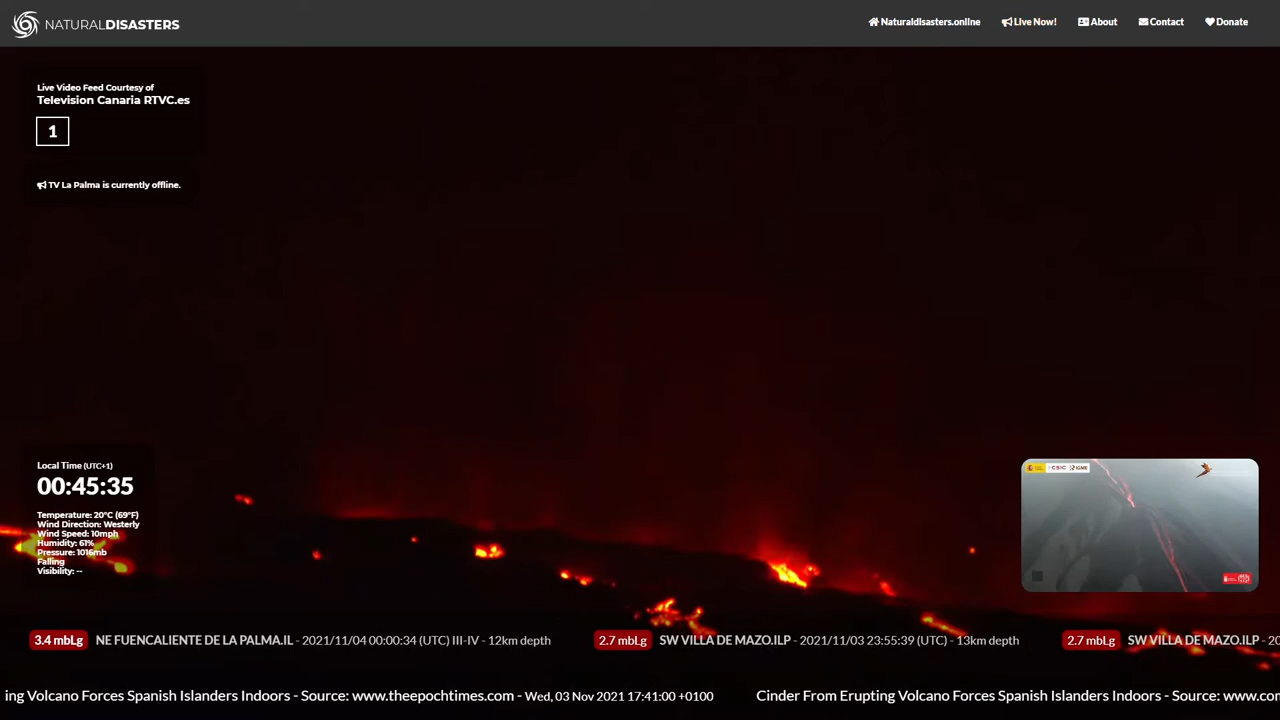 NATURALDISASTERS
Naturaldisasters.online
Live Now!
About
Contact
Donate
Live Video Feed Courtesy of
Television Canaria RTVC.es
1
TV La Palma is currently offline.
Local Time (UTC+1)
00:45:35
Temperature: 20°C (69°F)
Wind Direction: Westerly
Wind Speed: 10mph
Humidity: 61%
Pressure: 1016mb
Falling
Visibility: --
CSIC IGME
3.4 mbLg NE FUENCALIENTE DE LA PALMA.IL - 2021/11/04 00:00:34 (UTC) III-IV - 12km depth
2.7 mbLg SW VILLA DE MAZO.ILP - 2021/11/03 23:55:39 (UTC) - 13km depth
2.7 mbLg SW VILLA DE MAZO.ILP - 20
ing Volcano Forces Spanish Islanders Indoors - Source: www.theepochtimes.com - Wed, 03 Nov 2021 17:41:00 +0100
Cinder From Erupting Volcano Forces Spanish Islanders Indoors - Source: www.con